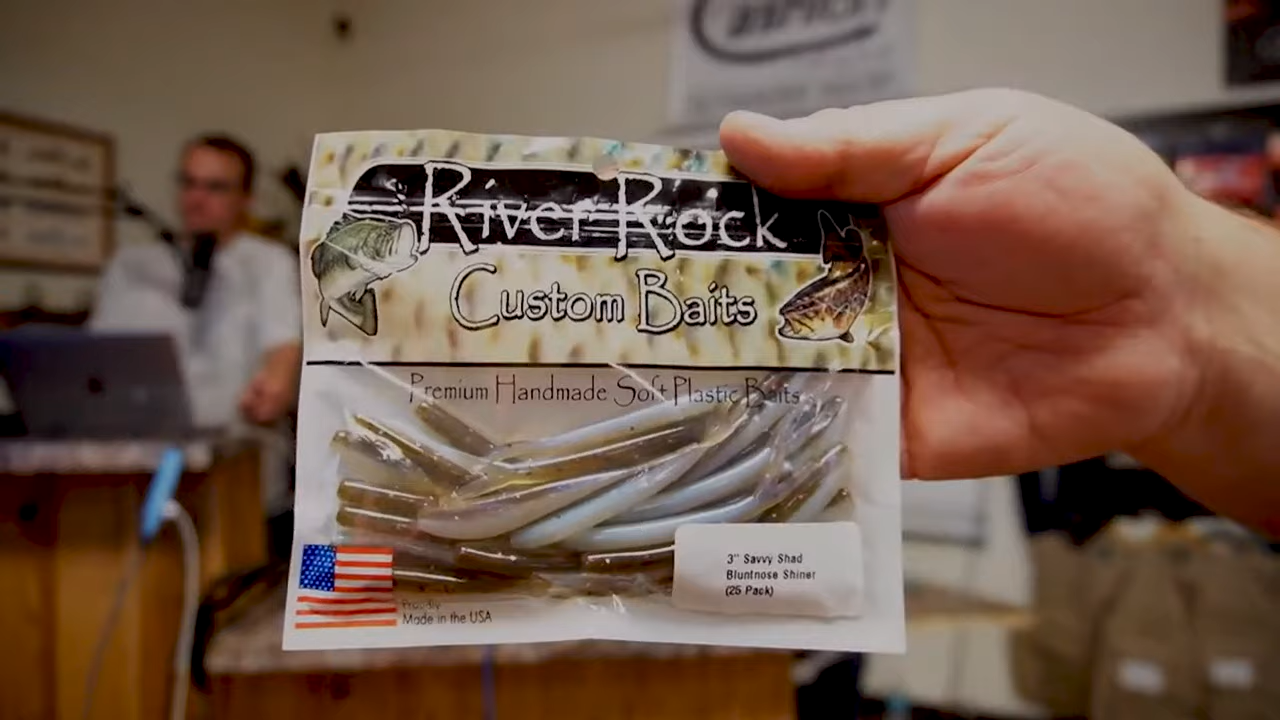 River Rock
Custom Baits
Premium Handmade Soft Plastic Baits
3" Savvy Shad
Bluntnose Shiner
(25 Pack)
Proudly
Made in the USA